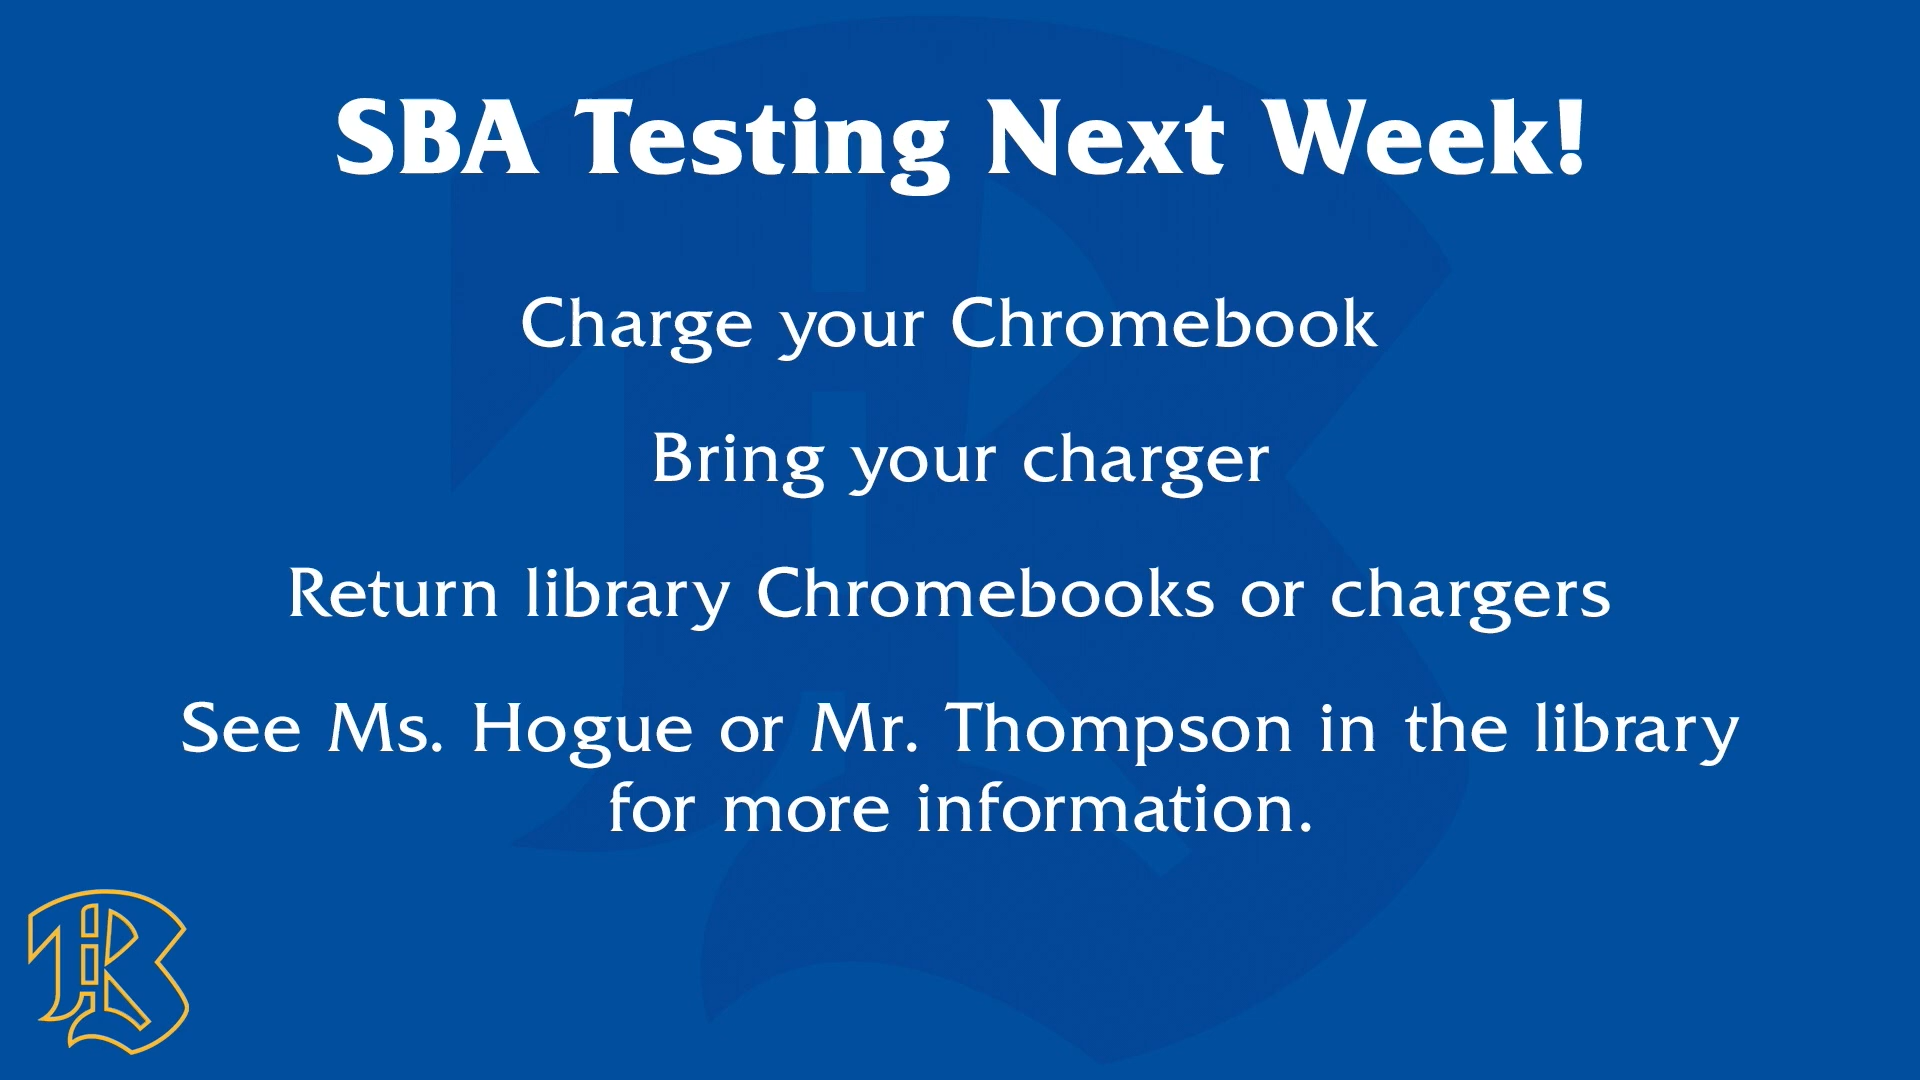 SBA Testing Next Week!
Charge your Chromebook
Bring your charger
Return library Chromebooks or chargers
See Ms. Hogue or Mr. Thompson in the library
for more information.
B